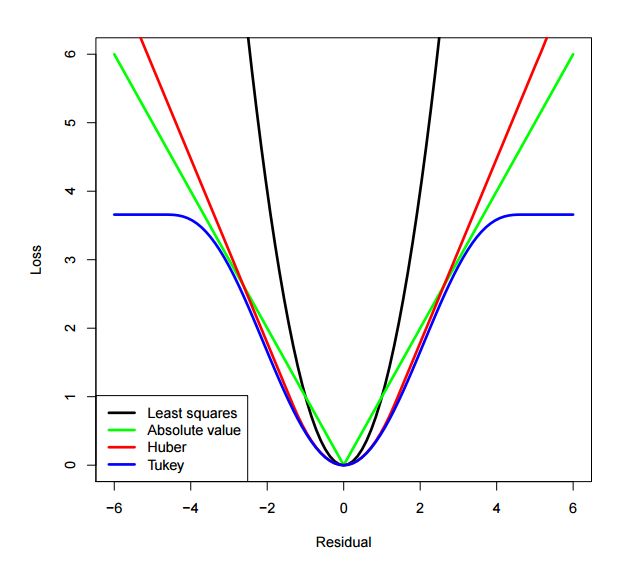 6
5
4
3
2
1
0
Loss
Least squares
Absolute value
Huber
Tukey
−6 −4 −2 0 2 4 6
Residual